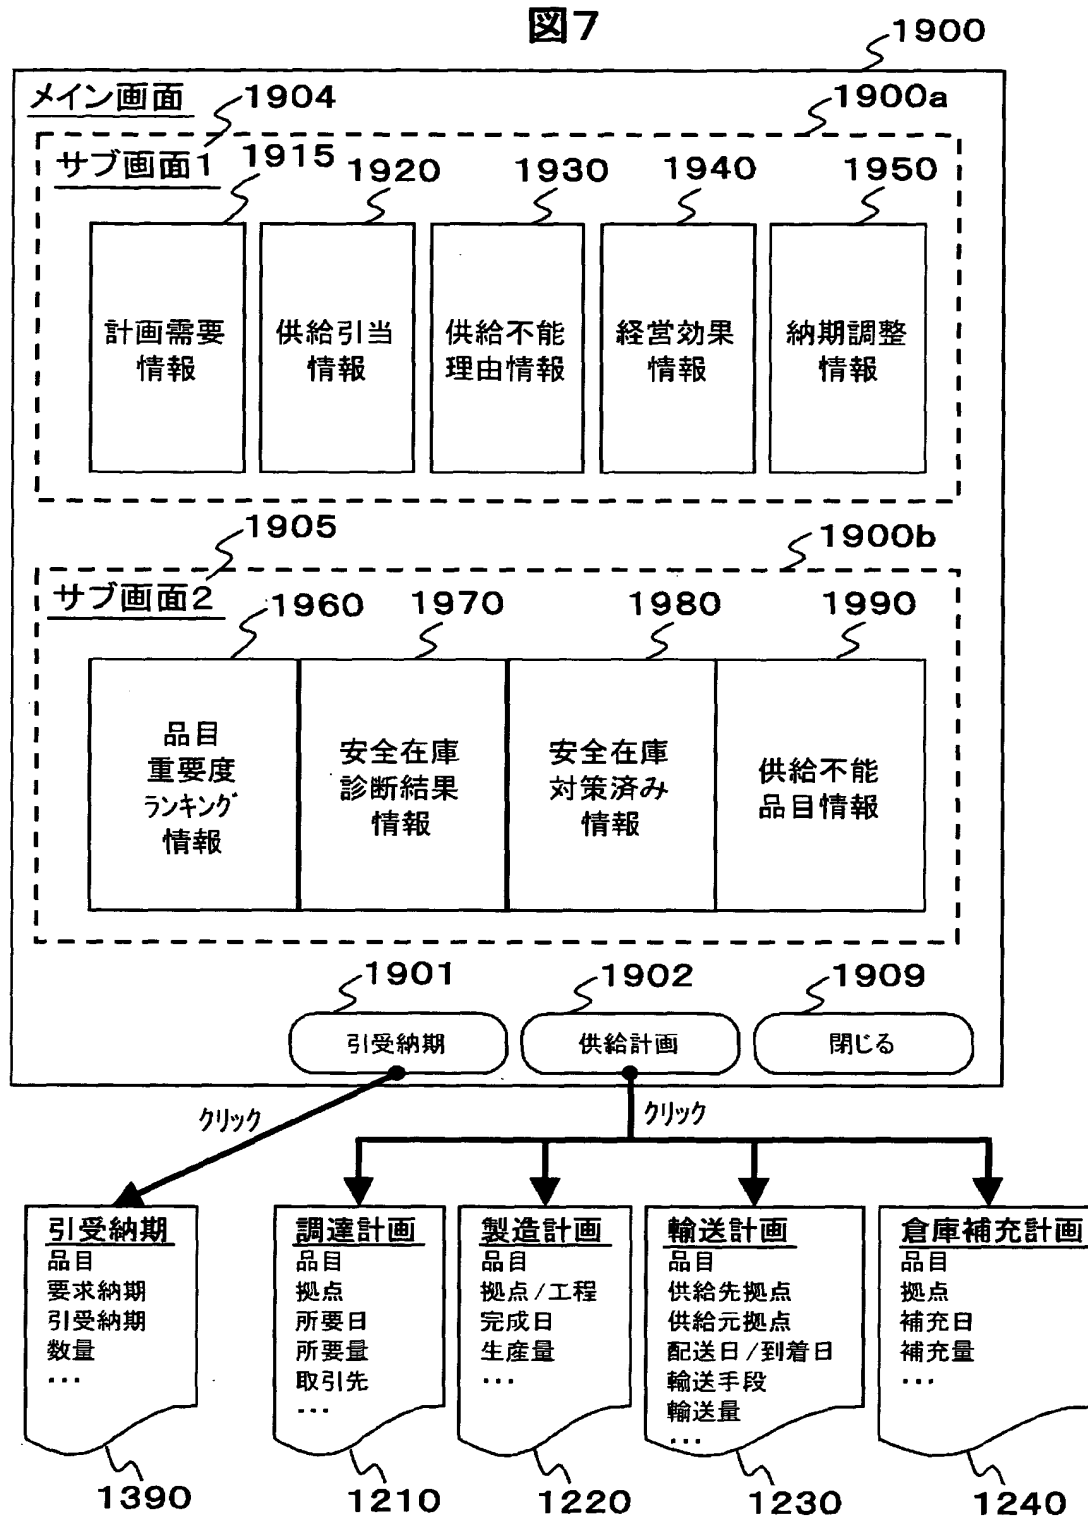 図7
1900
メイン画面
1904
1900a
サブ画面1
1915
1920
1930
1940
1950
計画需要
情報
供給引当
情報
供給不能
理由情報
経営効果
情報
納期調整
情報
1905
1900b
サブ画面2
1960
1970
1980
1990
品目
重要度
ランキング
情報
安全在庫
診断結果
情報
安全在庫
対策済み
情報
供給不能
品目情報
1901
1902
1909
引受納期
供給計画
閉じる
クリック
クリック
引受納期
品目
要求納期
引受納期
数量
・・・
調達計画
品目
拠点
所要日
所要量
取引先
・・・
製造計画
品目
拠点/工程
完成日
生産量
・・・
輸送計画
品目
供給先拠点
供給元拠点
配送日/到着日
輸送手段
輸送量
・・・
倉庫補充計画
品目
拠点
補充日
補充量
・・・
1390
1210
1220
1230
1240